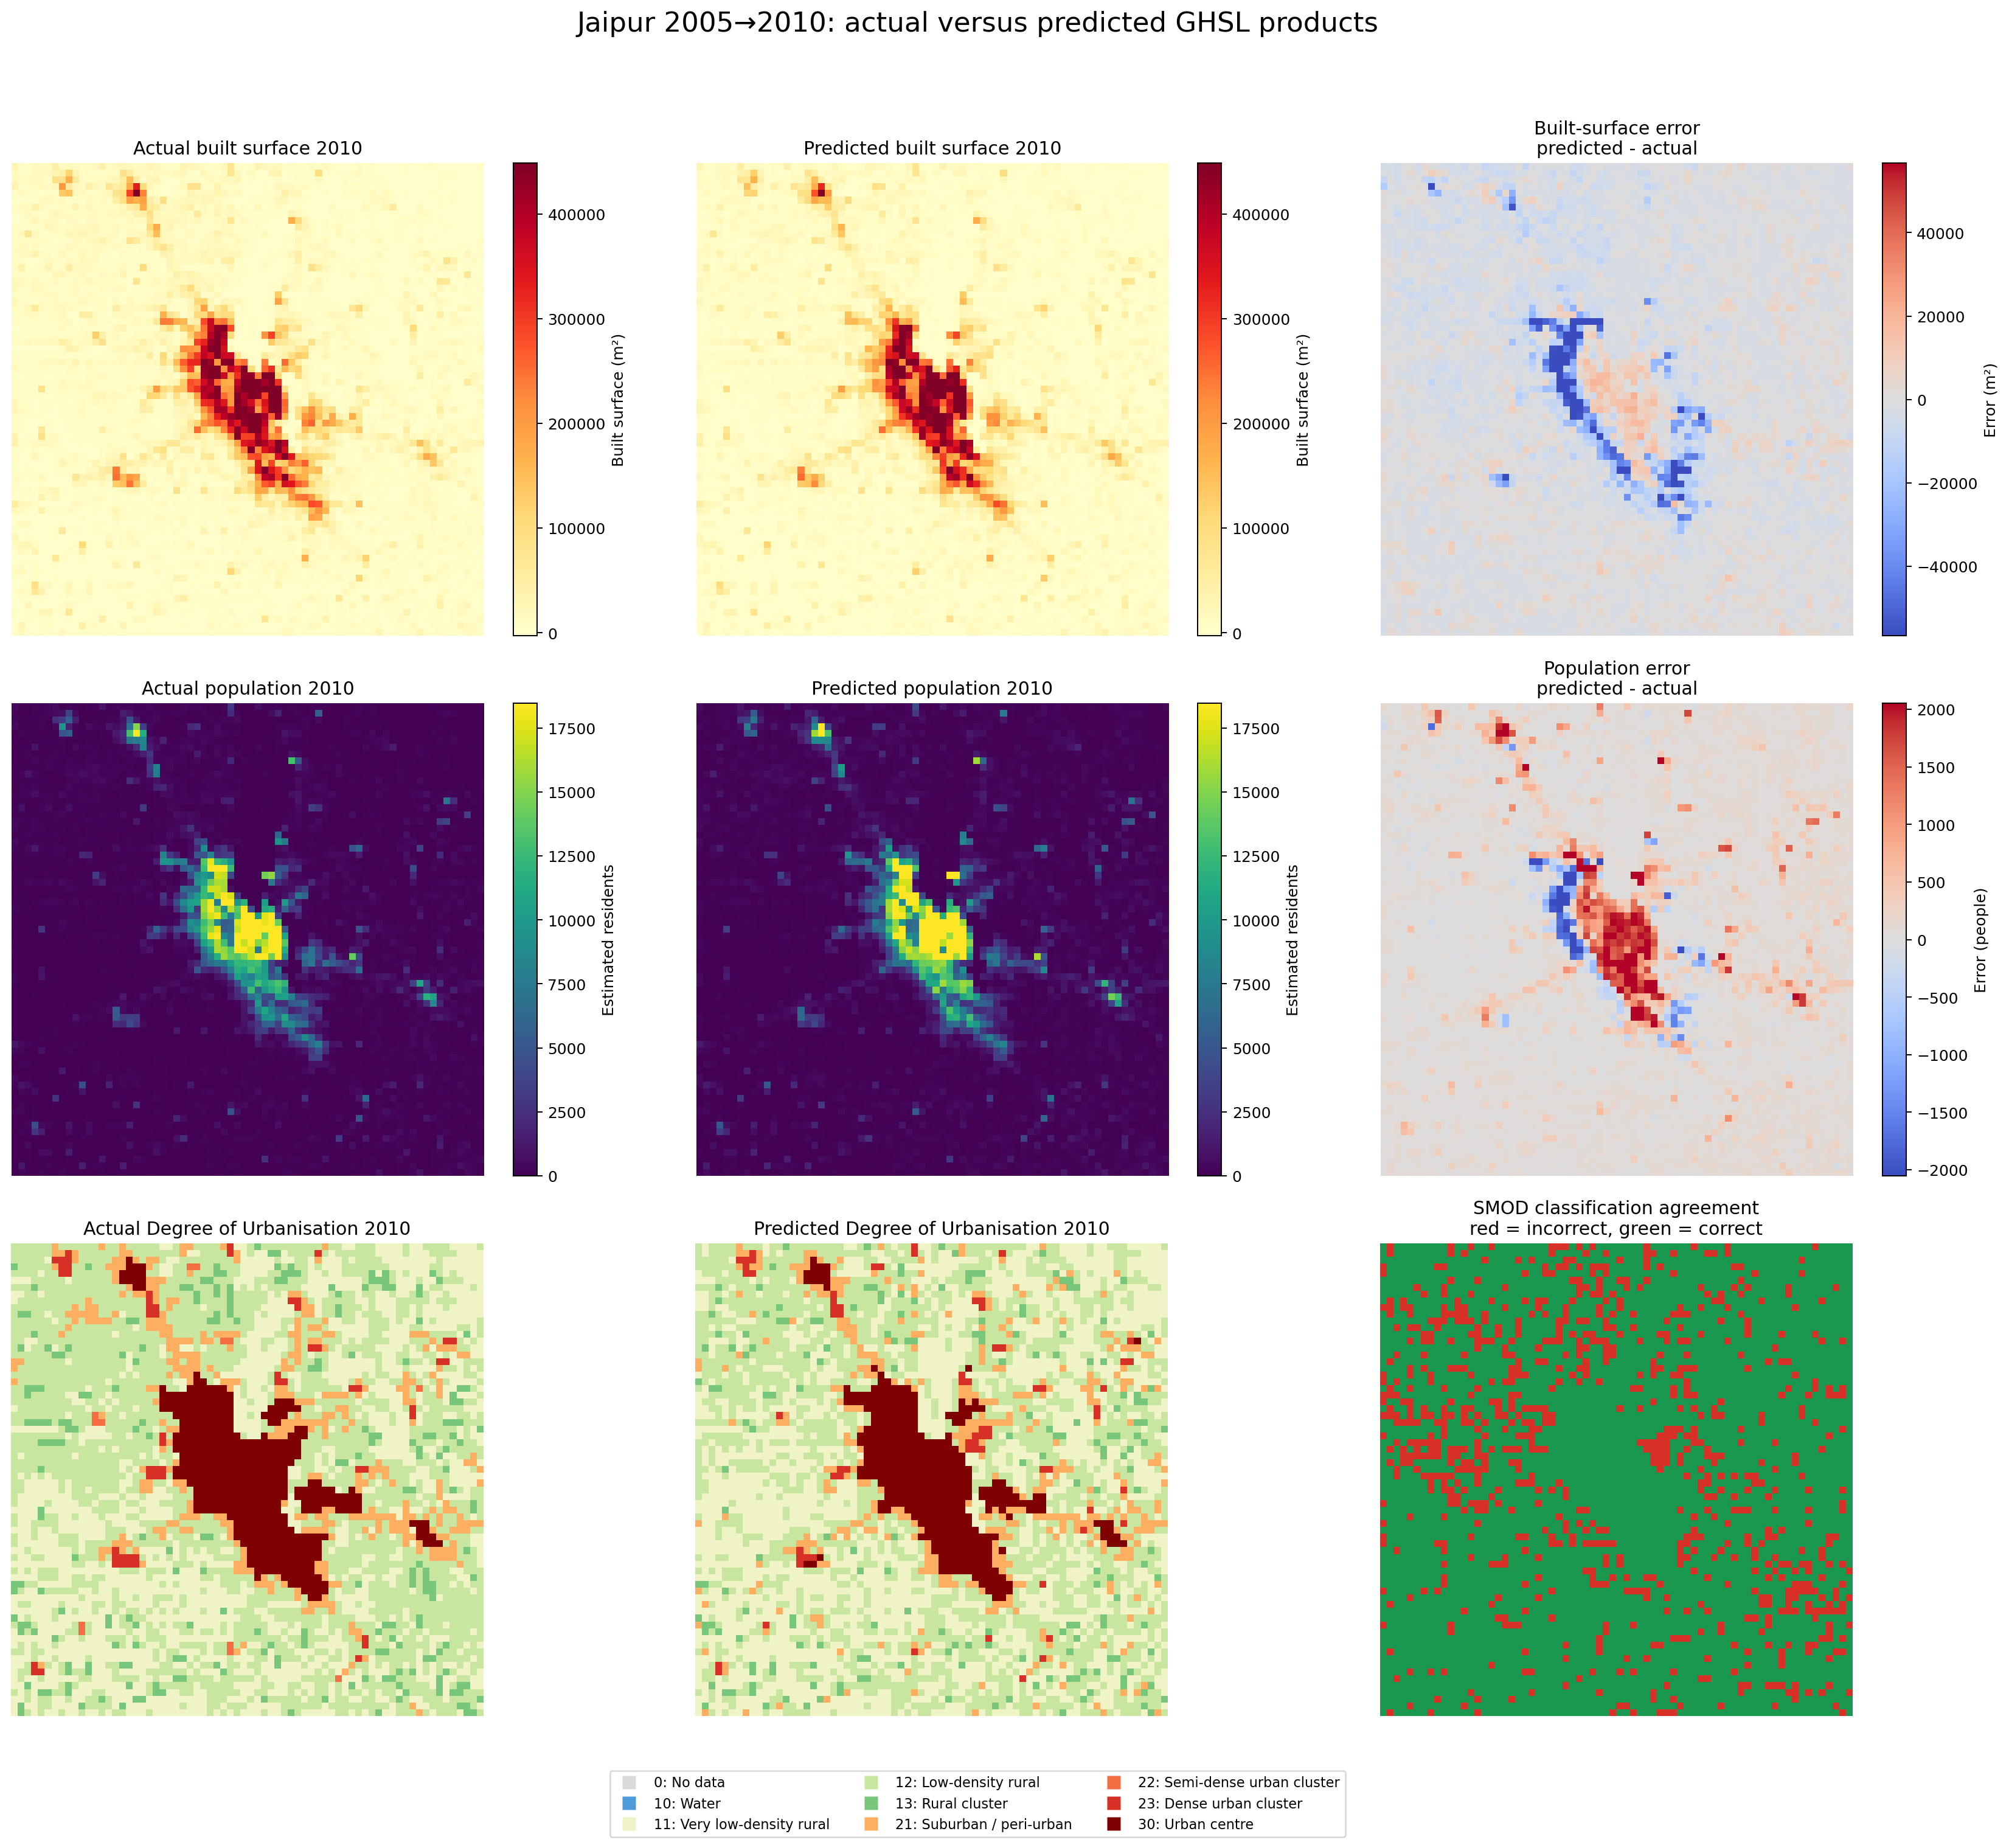 Jaipur 2005→2010: actual versus predicted GHSL products
Actual built surface 2010
400000
300000
200000
100000
0
Built surface (m²)
Predicted built surface 2010
400000
300000
200000
100000
0
Built surface (m²)
Built-surface error
predicted - actual
40000
20000
0
−20000
−40000
Error (m²)
Actual population 2010
17500
15000
12500
10000
7500
5000
2500
0
Estimated residents
Predicted population 2010
17500
15000
12500
10000
7500
5000
2500
0
Estimated residents
Population error
predicted - actual
2000
1500
1000
500
0
−500
−1000
−1500
−2000
Error (people)
Actual Degree of Urbanisation 2010
Predicted Degree of Urbanisation 2010
SMOD classification agreement
red = incorrect, green = correct
0: No data
10: Water
11: Very low-density rural
12: Low-density rural
13: Rural cluster
21: Suburban / peri-urban
22: Semi-dense urban cluster
23: Dense urban cluster
30: Urban centre